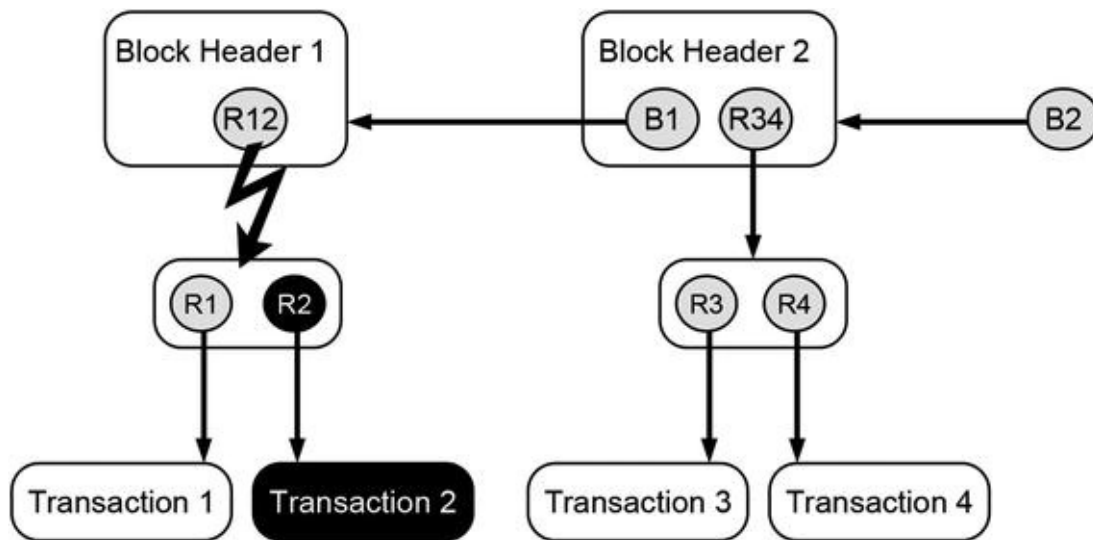 Block Header 1
Block Header 2
R12
B1
R34
B2
R1
R2
R3
R4
Transaction 1
Transaction 2
Transaction 3
Transaction 4